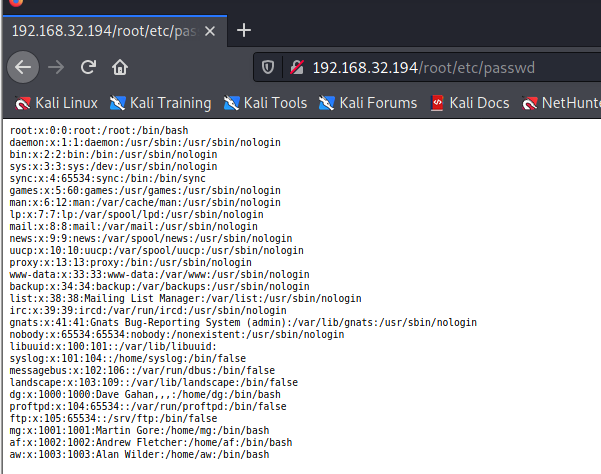 192.168.32.194/root/etc/pas
192.168.32.194/root/etc/passwd
Kali Linux Kali Training Kali Tools Kali Forums Kali Docs NetHunte
root:x:0:0:root:/root:/bin/bash
daemon:x:1:1:daemon:/usr/sbin:/usr/sbin/nologin
bin:x:2:2:bin:/bin:/usr/sbin/nologin
sys:x:3:3:sys:/dev:/usr/sbin/nologin
sync:x:4:65534:sync:/bin:/bin/sync
games:x:5:60:games:/usr/games:/usr/sbin/nologin
man:x:6:12:man:/var/cache/man:/usr/sbin/nologin
lp:x:7:7:lp:/var/spool/lpd:/usr/sbin/nologin
mail:x:8:8:mail:/var/mail:/usr/sbin/nologin
news:x:9:9:news:/var/spool/news:/usr/sbin/nologin
uucp:x:10:10:uucp:/var/spool/uucp:/usr/sbin/nologin
proxy:x:13:13:proxy:/bin:/usr/sbin/nologin
www-data:x:33:33:www-data:/var/www:/usr/sbin/nologin
backup:x:34:34:backup:/var/backups:/usr/sbin/nologin
list:x:38:38:Mailing List Manager:/var/list:/usr/sbin/nologin
irc:x:39:39:ircd:/var/run/ircd:/usr/sbin/nologin
gnats:x:41:41:Gnats Bug-Reporting System (admin):/var/lib/gnats:/usr/sbin/nologin
nobody:x:65534:65534:nobody:/nonexistent:/usr/sbin/nologin
libuuid:x:100:101::/var/lib/libuuid:
syslog:x:101:104::/home/syslog:/bin/false
messagebus:x:102:106::/var/run/dbus:/bin/false
landscape:x:103:109::/var/lib/landscape:/bin/false
dg:x:1000:1000:Dave Gahan,,,:/home/dg:/bin/bash
proftpd:x:104:65534::/var/run/proftpd:/bin/false
ftp:x:105:65534::/srv/ftp:/bin/false
mg:x:1001:1001:Martin Gore:/home/mg:/bin/bash
af:x:1002:1002:Andrew Fletcher:/home/af:/bin/bash
aw:x:1003:1003:Alan Wilder:/home/aw:/bin/bash